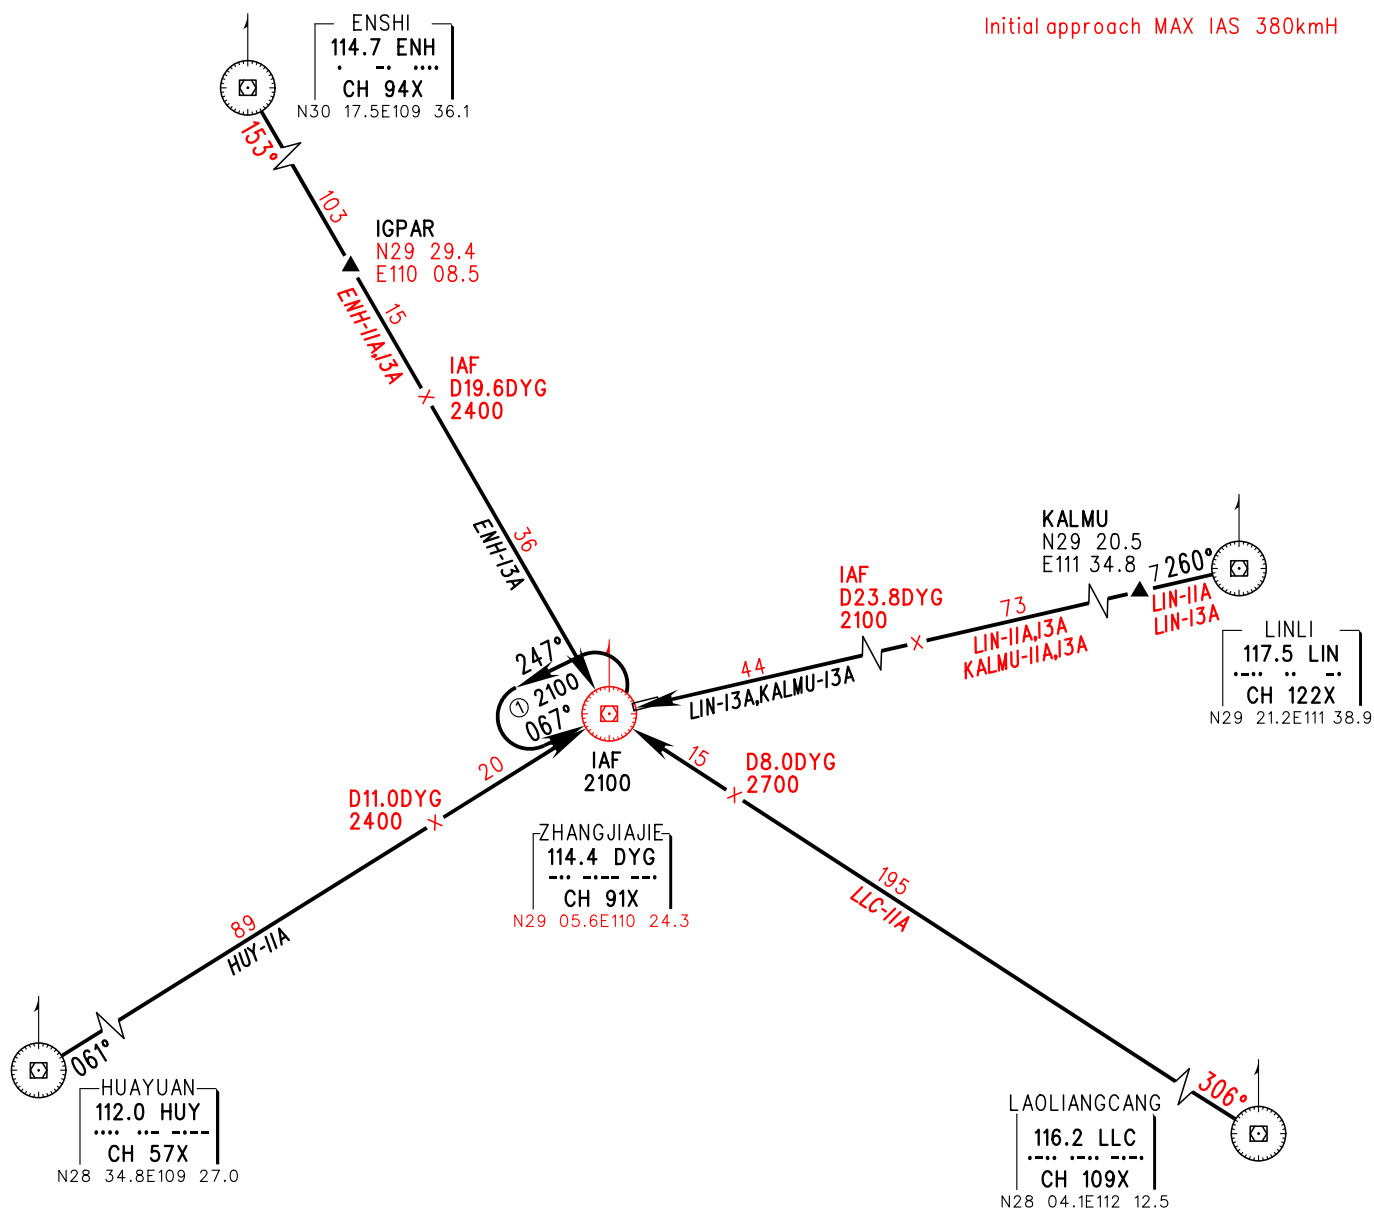 Initial approach MAX IAS 380kmH
ENSHI
114.7 ENH
CH 94X
N30 17.5E109 36.1
153°
103
IGPAR
N29 29.4
E110 08.5
15
ENH-11A,13A
IAF
D19.6DYG
2400
36
ENH-13A
KALMU
N29 20.5
E111 34.8
7
260°
LIN-11A
LIN-13A
LINLI
117.5 LIN
CH 122X
N29 21.2E111 38.9
IAF
D23.8DYG
2100
73
LIN-11A,13A
KALMU-11A,13A
44
LIN-13A,KALMU-13A
247°
① 2100
067°
IAF
2100
20
15
D8.0DYG
2700
D11.0DYG
2400
ZHANGJIAJIE
114.4 DYG
CH 91X
N29 05.6E110 24.3
195
LLC-11A
89
HUY-11A
061°
HUAYUAN
112.0 HUY
CH 57X
N28 34.8E109 27.0
306°
LAOLIANGCANG
116.2 LLC
CH 109X
N28 04.1E112 12.5